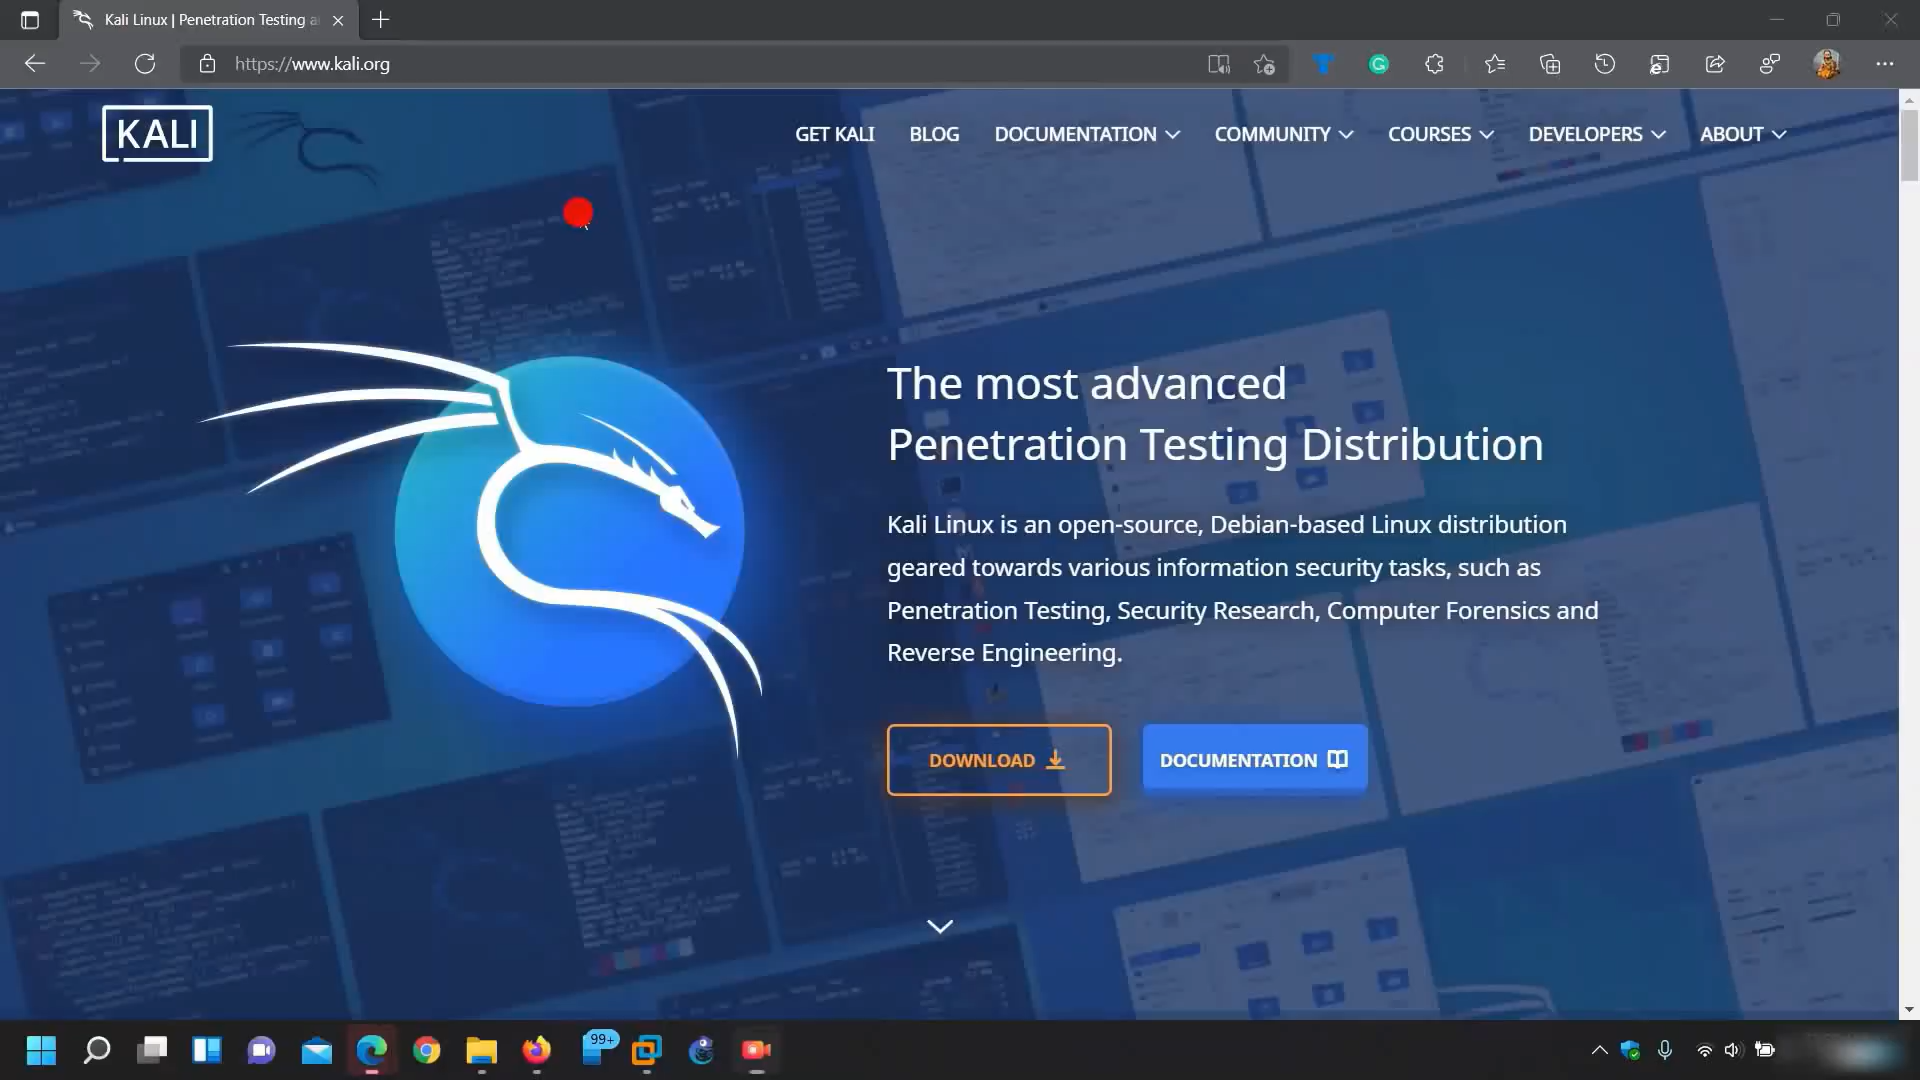 Kali Linux | Penetration Testing a
https://www.kali.org
KALI
GET KALI
BLOG
DOCUMENTATION
COMMUNITY
COURSES
DEVELOPERS
ABOUT
The most advanced
Penetration Testing Distribution
Kali Linux is an open-source, Debian-based Linux distribution
geared towards various information security tasks, such as
Penetration Testing, Security Research, Computer Forensics and
Reverse Engineering.
DOWNLOAD
DOCUMENTATION
99+